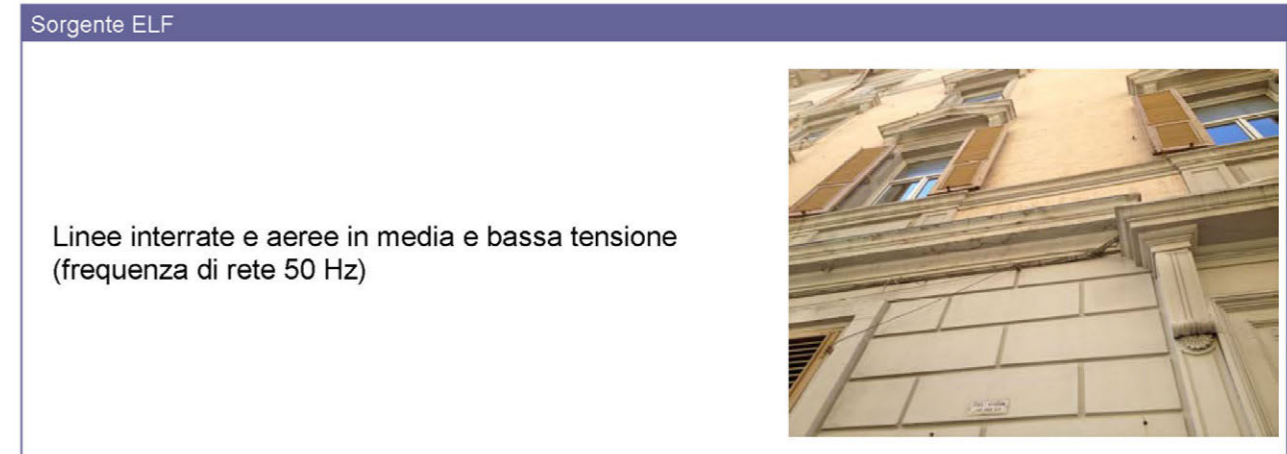 Sorgente ELF
Linee interrate e aeree in media e bassa tensione
(frequenza di rete 50 Hz)